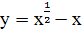 y = x^{1/2} − x